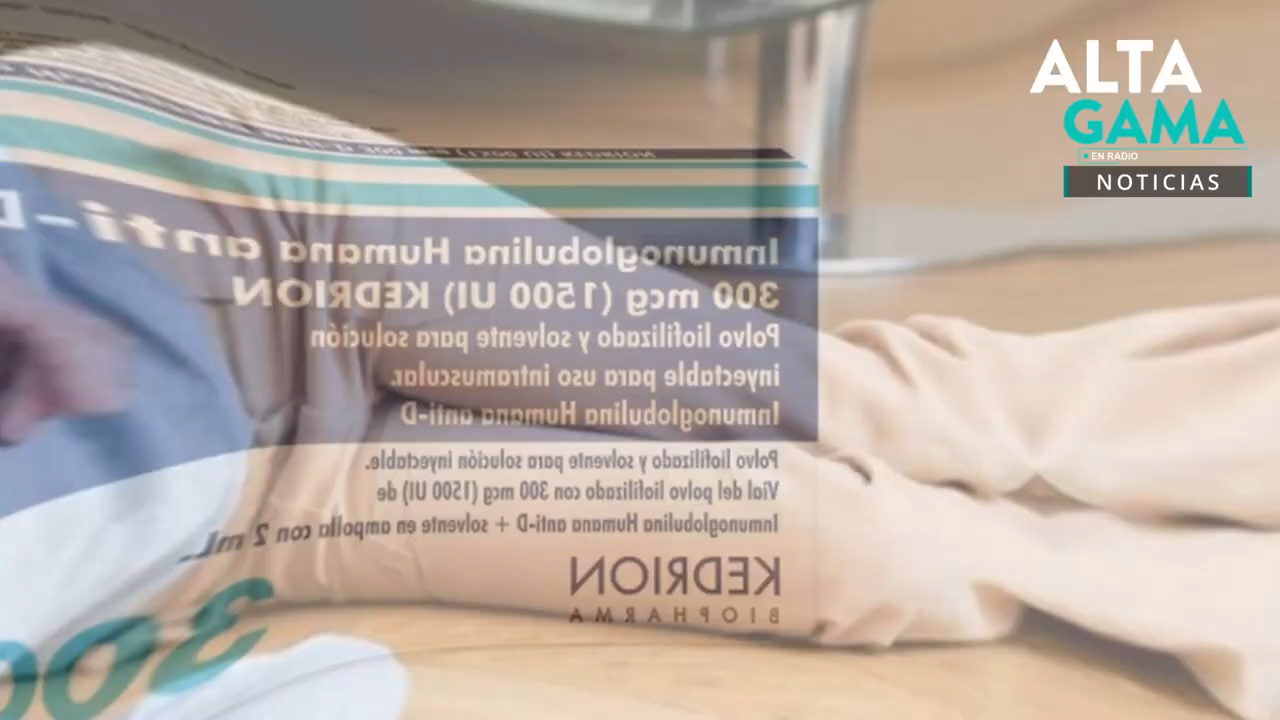 ALTA
GAMA
EN RADIO
NOTICIAS
Inmunoglobulina Humana anti-D
300 mcg (1500 UI) KEDRION
Polvo liofilizado y solvente para solución
inyectable para uso intramuscular.
Inmunoglobulina Humana anti-D
Polvo liofilizado y solvente para solución inyectable.
Vial del polvo liofilizado con 300 mcg (1500 UI) de
Inmunoglobulina Humana anti-D + solvente en ampolla con 2 mL.
KEDRION
BIOPHARMA
300